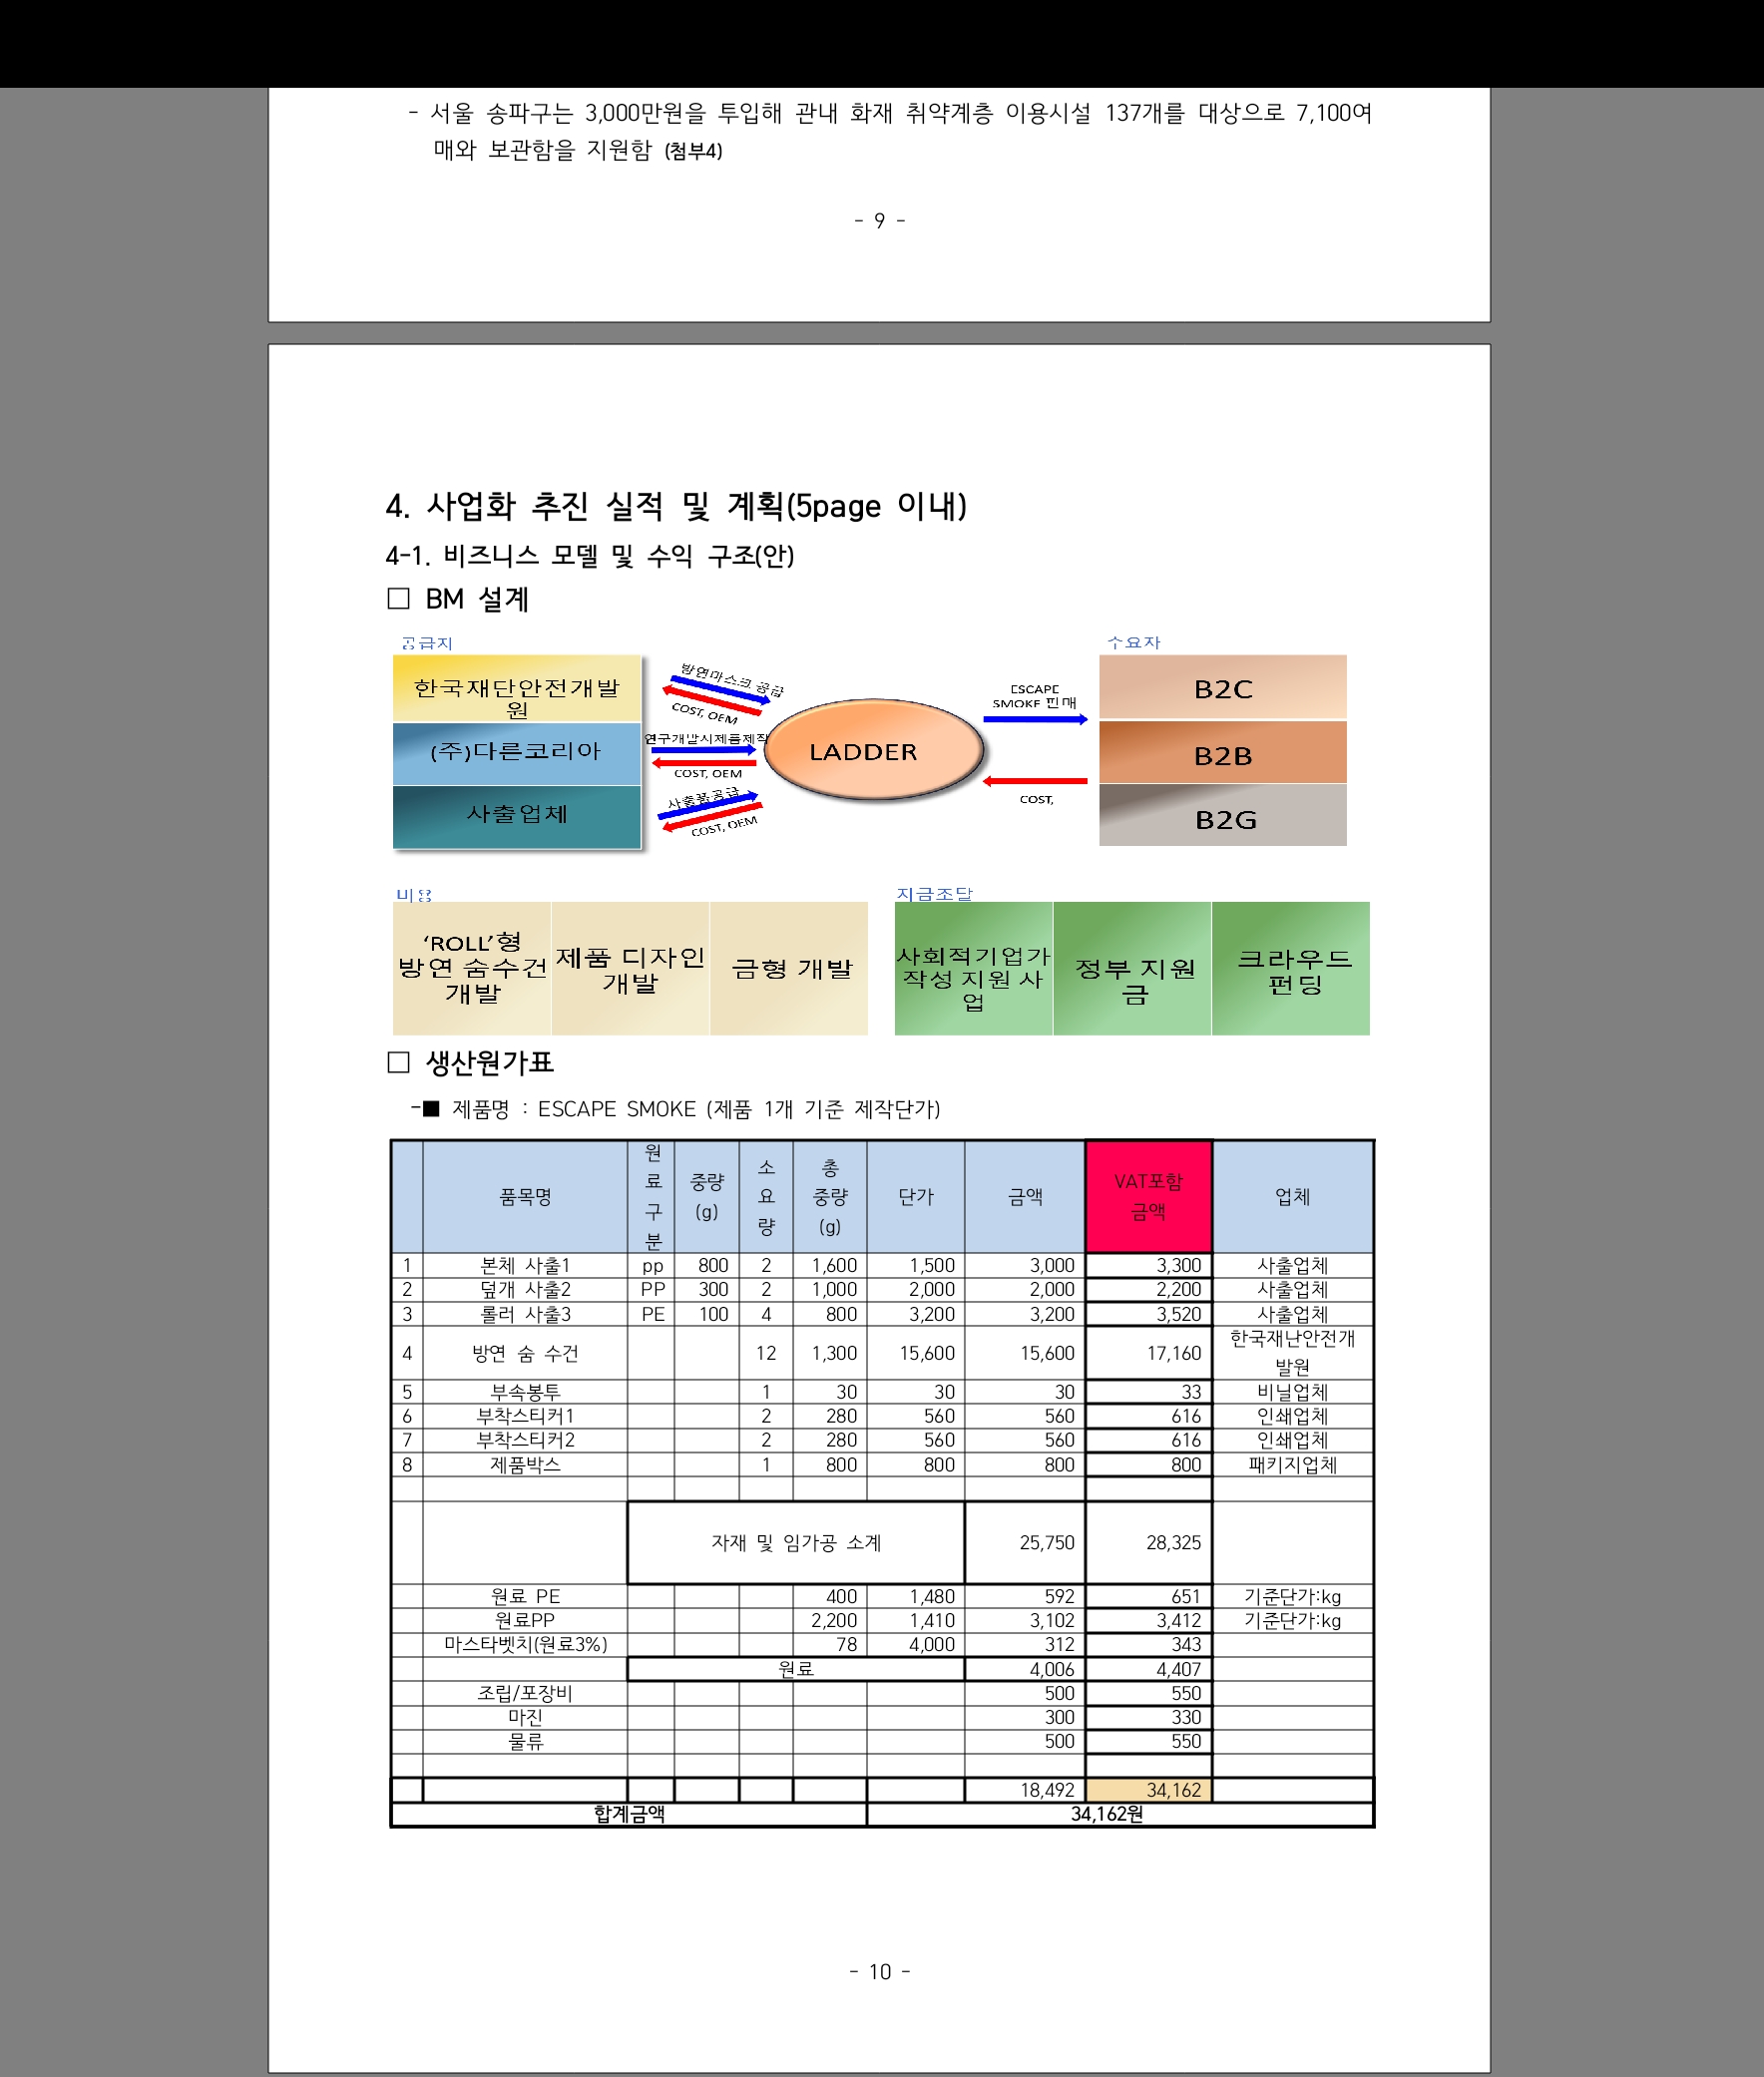 - 서울 송파구는 3,000만원을 투입해 관내 화재 취약계층 이용시설 137개를 대상으로 7,100여
매와 보관함을 지원함 (첨부4)
- 9 -
4. 사업화 추진 실적 및 계획(5page 이내)
4-1. 비즈니스 모델 및 수익 구조(안)
□ BM 설계
수요자
한국재단안전개발
원
(주)다른코리아
사출업체
방연마스크 공급
COST, OEM
COST, OEM
사출품공급
COST, OEM
LADDER
ESCAPE
SMOKE 판매
COST,
B2C
B2B
B2G
비용
‘ROLL’형
방연 숨수건
개발
제품 디자인
개발
금형 개발
사회적기업가
작성 지원 사
업
정부 지원
금
크라우드
펀딩
□ 생산원가표
-■ 제품명 : ESCAPE SMOKE (제품 1개 기준 제작단가)
품목명 원료구분 중량(g) 소요량 총중량(g) 단가 금액 VAT포함금액 업체
1 본체 사출1 pp 800 2 1,600 1,500 3,000 3,300 사출업체
2 덮개 사출2 PP 300 2 1,000 2,000 2,000 2,200 사출업체
3 롤러 사출3 PE 100 4 800 3,200 3,200 3,520 사출업체
4 방연 숨 수건 12 1,300 15,600 15,600 17,160 한국재난안전개발원
5 부속봉투 1 30 30 30 33 비닐업체
6 부착스티커1 2 280 560 560 616 인쇄업체
7 부착스티커2 2 280 560 560 616 인쇄업체
8 제품박스 1 800 800 800 800 패키지업체
자재 및 임가공 소계 25,750 28,325
원료 PE 400 1,480 592 651 기준단가:kg
원료PP 2,200 1,410 3,102 3,412 기준단가:kg
마스타벳치(원료3%) 78 4,000 312 343
원료 4,006 4,407
조립/포장비 500 550
마진 300 330
물류 500 550
18,492 34,162
합계금액 34,162원
- 10 -